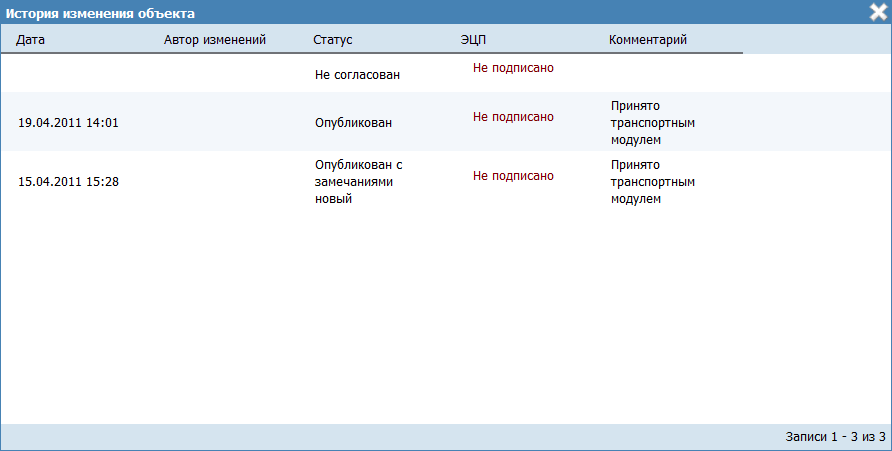 История изменения объекта
Дата Автор изменений Статус ЭЦП Комментарий
Не согласован Не подписано
19.04.2011 14:01 Опубликован Не подписано Принято
транспортным
модулем
15.04.2011 15:28 Опубликован с
замечаниями
новый Не подписано Принято
транспортным
модулем
Записи 1 - 3 из 3